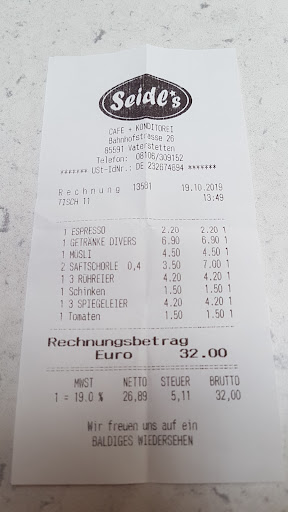 Seidl's
CAFE + KONDITOREI
Bahnhofstrasse 26
85591 Vaterstetten
Telefon: 08106/309152
******* USt-IdNr.: DE 232674894 *******
Rechnung 13581 19.10.2019
TISCH 11 13:49
1 ESPRESSO 2.20 2.20 1
1 GETRÄNKE DIVERS 6.90 6.90 1
1 MÜSLI 4.50 4.50 1
2 SAFTSCHORLE 0,4 3.50 7.00 1
1 3 RÜHREIER 4.20 4.20 1
1 Schinken 1.50 1.50 1
1 3 SPIEGELEIER 4.20 4.20 1
1 Tomaten 1.50 1.50 1
Rechnungsbetrag
Euro 32.00
MWST NETTO STEUER BRUTTO
1 = 19.0 % 26,89 5,11 32,00
Wir freuen uns auf ein
BALDIGES WIEDERSEHEN